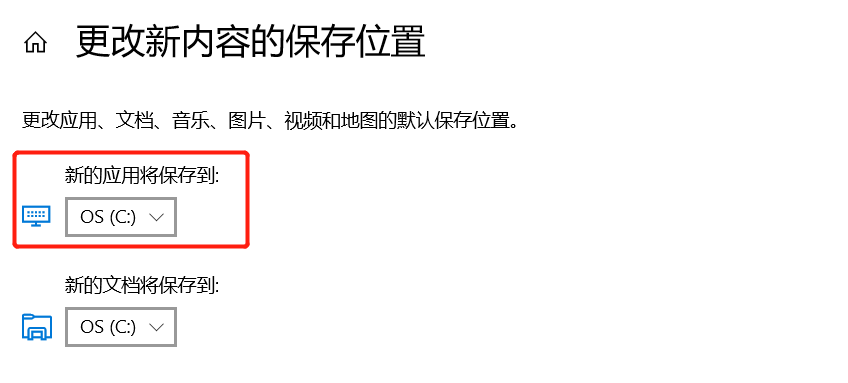 更改新内容的保存位置
更改应用、文档、音乐、图片、视频和地图的默认保存位置。
新的应用将保存到:
OS (C:)
新的文档将保存到:
OS (C:)